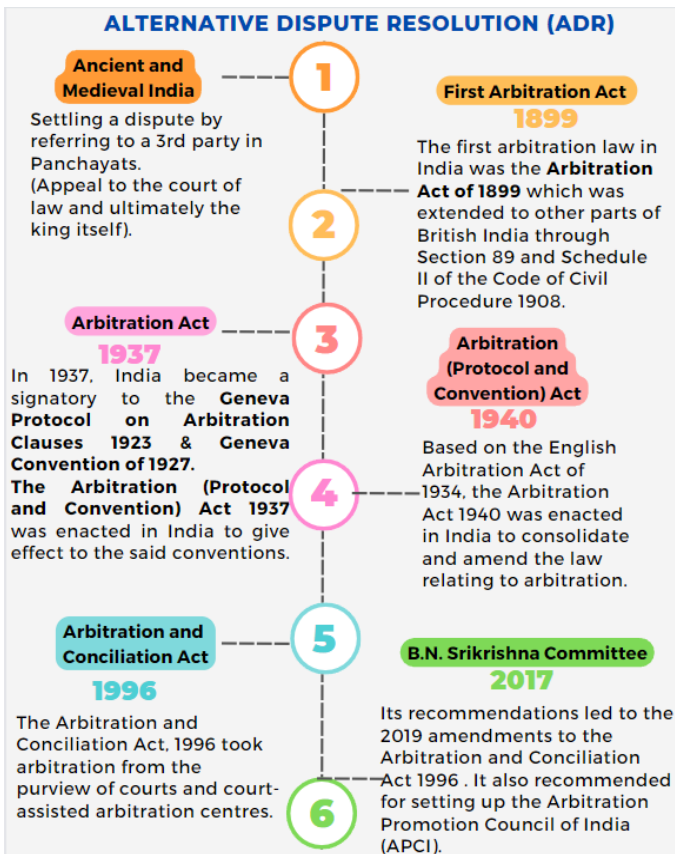 ALTERNATIVE DISPUTE RESOLUTION (ADR)
1
Ancient and
Medieval India
Settling a dispute by
referring to a 3rd party in
Panchayats.
(Appeal to the court of
law and ultimately the
king itself).
2
First Arbitration Act
1899
The first arbitration law in
India was the Arbitration
Act of 1899 which was
extended to other parts of
British India through
Section 89 and Schedule
II of the Code of Civil
Procedure 1908.
3
Arbitration Act
1937
In 1937, India became a
signatory to the Geneva
Protocol on Arbitration
Clauses 1923 & Geneva
Convention of 1927.
The Arbitration (Protocol
and Convention) Act 1937
was enacted in India to give
effect to the said conventions.
4
Arbitration
(Protocol and
Convention) Act
1940
Based on the English
Arbitration Act of
1934, the Arbitration
Act 1940 was enacted
in India to consolidate
and amend the law
relating to arbitration.
5
Arbitration and
Conciliation Act
1996
The Arbitration and
Conciliation Act, 1996 took
arbitration from the
purview of courts and court-
assisted arbitration centres.
6
B.N. Srikrishna Committee
2017
Its recommendations led to the
2019 amendments to the
Arbitration and Conciliation
Act 1996 . It also recommended
for setting up the Arbitration
Promotion Council of India
(APCI).